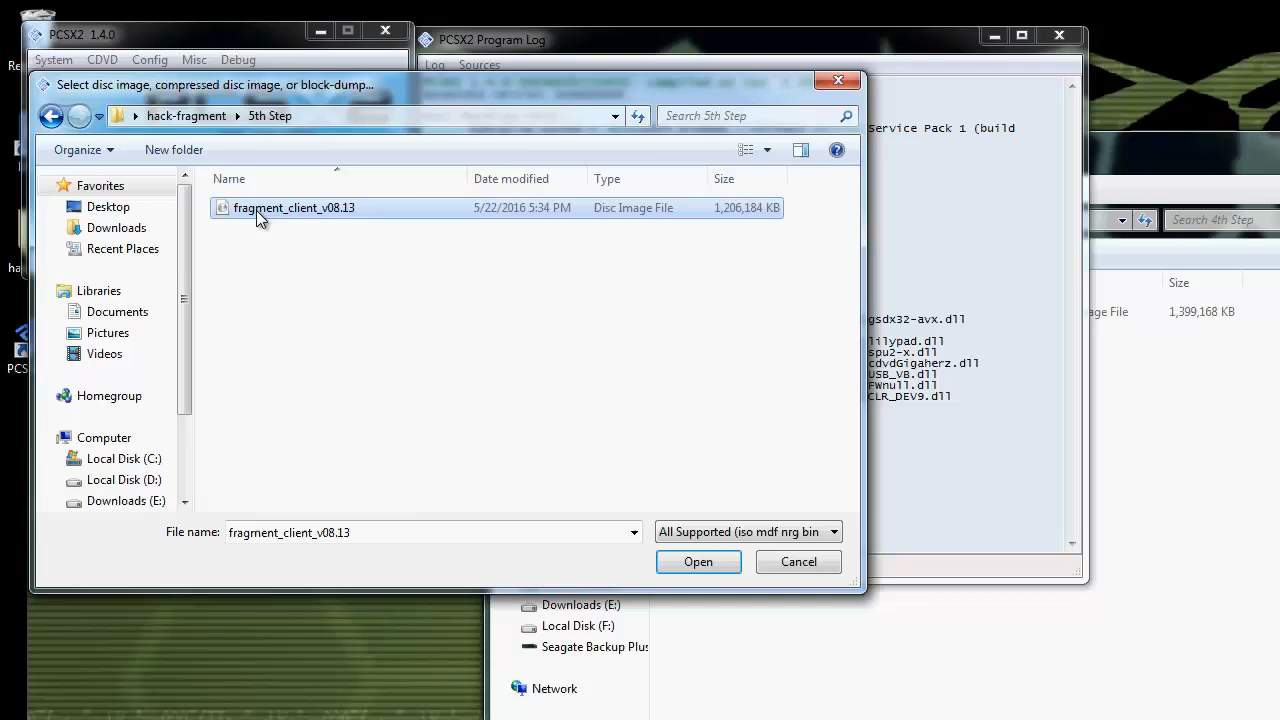 PCSX2 1.4.0
System CDVD Config Misc Debug
PCSX2 Program Log
Log Sources
Select disc image, compressed disc image, or block-dump...
hack-fragment 5th Step
Search 5th Step
Organize
New folder
Favorites
Desktop
Downloads
Recent Places
Libraries
Documents
Pictures
Videos
Homegroup
Computer
Local Disk (C:)
Local Disk (D:)
Downloads (E:)
Name Date modified Type Size
fragment_client_v08.13 5/22/2016 5:34 PM Disc Image File 1,206,184 KB
File name: fragment_client_v08.13
All Supported (iso mdf nrg bin
Open Cancel
Service Pack 1 (build
gsdx32-avx.dll
lilypad.dll
spu2-x.dll
cdvdGigaherz.dll
USB_VB.dll
FWnull.dll
CLR_DEV9.dll
Search 4th Step
Size
age File 1,399,168 KB
Downloads (E:)
Local Disk (F:)
Seagate Backup Plus
Network
Re
ha
PCS